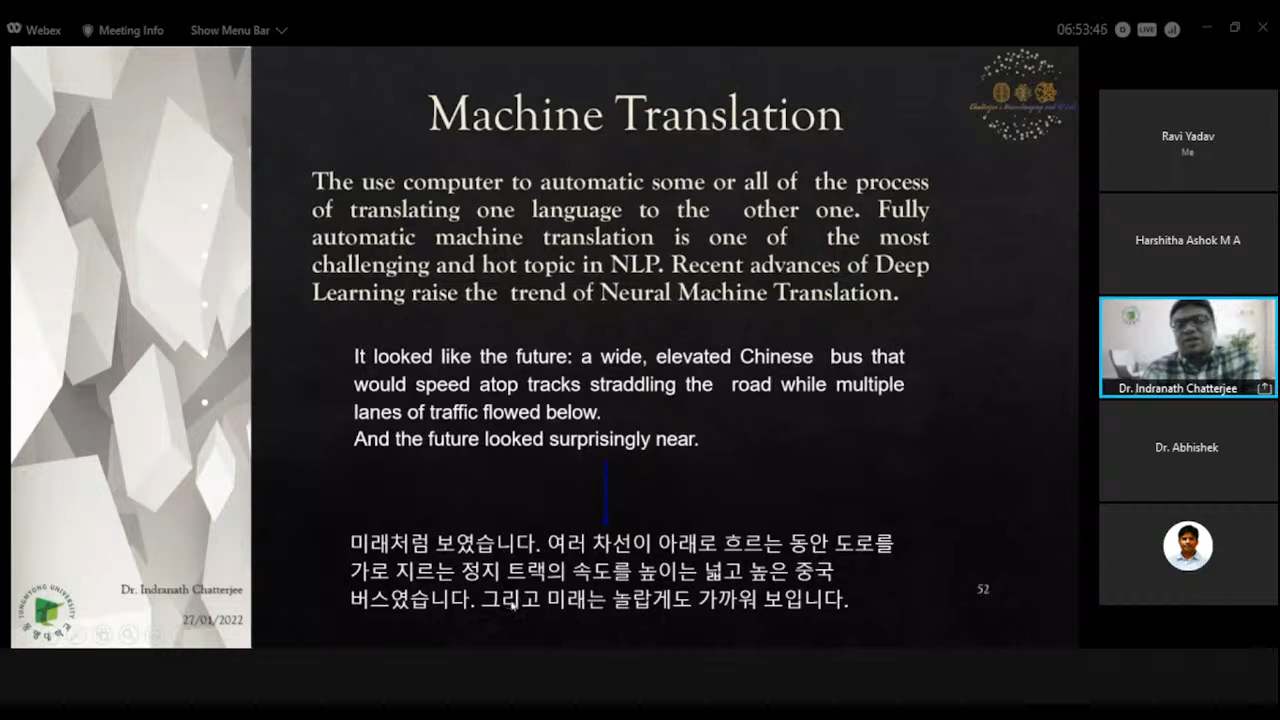 Webex
Meeting Info
Show Menu Bar
06:53:46
LIVE
Machine Translation
The use computer to automatic some or all of the process
of translating one language to the other one. Fully
automatic machine translation is one of the most
challenging and hot topic in NLP. Recent advances of Deep
Learning raise the trend of Neural Machine Translation.
It looked like the future: a wide, elevated Chinese bus that
would speed atop tracks straddling the road while multiple
lanes of traffic flowed below.
And the future looked surprisingly near.
미래처럼 보였습니다. 여러 차선이 아래로 흐르는 동안 도로를
가로 지르는 정지 트랙의 속도를 높이는 넓고 높은 중국
버스였습니다. 그리고 미래는 놀랍게도 가까워 보입니다.
Dr. Indranath Chatterjee
27/01/2022
52
TONGMYONG UNIVERSITY
동명대학교
Ravi Yadav
Me
Harshitha Ashok M A
Dr. Indranath Chatterjee
Dr. Abhishek